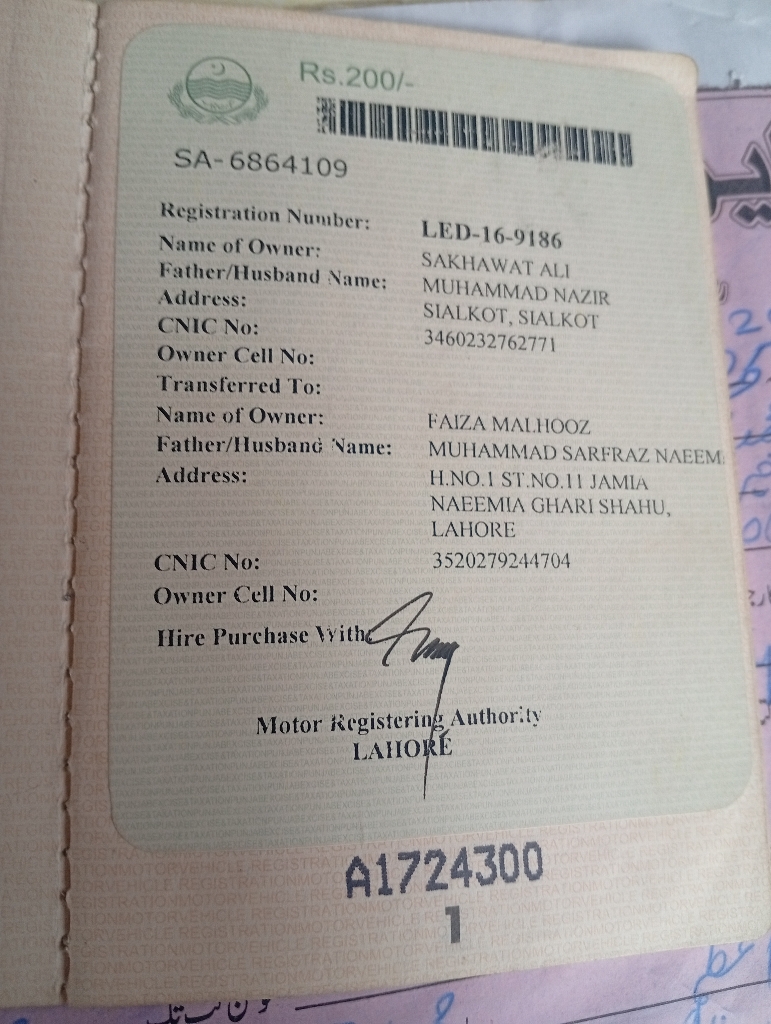 Rs.200/-
SA-6864109
Registration Number: LED-16-9186
Name of Owner: SAKHAWAT ALI
Father/Husband Name: MUHAMMAD NAZIR
Address: SIALKOT, SIALKOT
CNIC No: 3460232762771
Owner Cell No:
Transferred To:
Name of Owner: FAIZA MALHOOZ
Father/Husband Name: MUHAMMAD SARFRAZ NAEEM
Address: H.NO.1 ST.NO.11 JAMIA
NAEEMIA GHARI SHAHU,
LAHORE
CNIC No: 3520279244704
Owner Cell No:
Hire Purchase With
Motor Registering Authority
LAHORE
A1724300
1